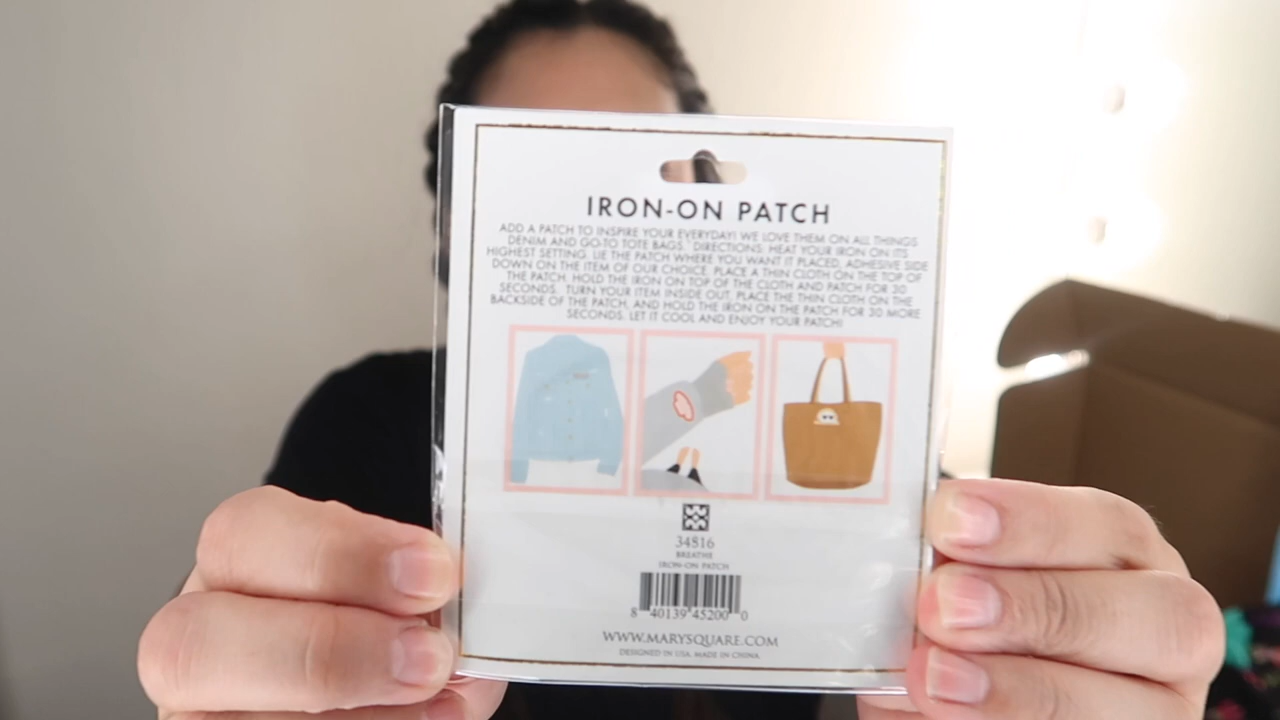 IRON-ON PATCH
ADD A PATCH TO INSPIRE YOUR EVERYDAY! WE LOVE THEM ON ALL THINGS
DENIM AND GO-TO TOTE BAGS. DIRECTIONS: HEAT YOUR IRON ON ITS
HIGHEST SETTING. LIE THE PATCH WHERE YOU WANT IT PLACED, ADHESIVE SIDE
DOWN ON THE ITEM OF OUR CHOICE. PLACE A THIN CLOTH ON THE TOP OF
THE PATCH. HOLD THE IRON ON TOP OF THE CLOTH AND PATCH FOR 30
SECONDS. TURN YOUR ITEM INSIDE OUT, PLACE THE THIN CLOTH ON THE
BACKSIDE OF THE PATCH, AND HOLD THE IRON ON THE PATCH FOR 30 MORE
SECONDS. LET IT COOL AND ENJOY YOUR PATCH!
34816
BREATHE
IRON-ON PATCH
8 40139 45200 0
WWW.MARYSQUARE.COM
DESIGNED IN USA. MADE IN CHINA.